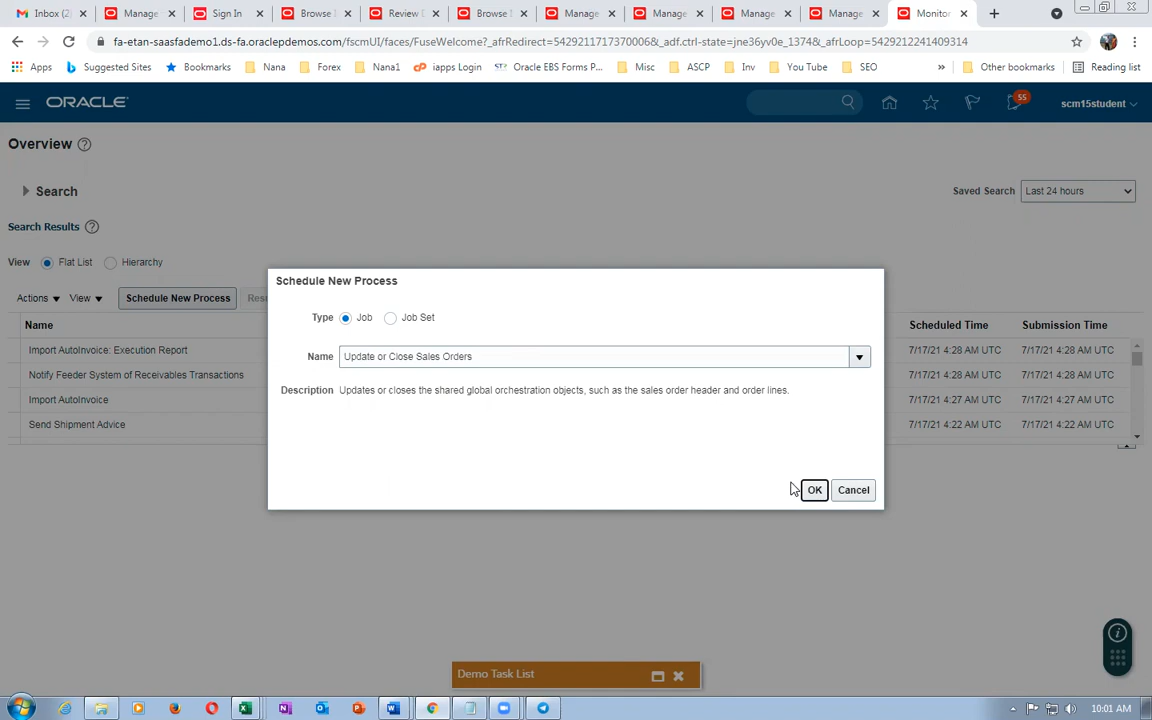 Inbox (2)
Manage
Sign In
Browse I
Review D
Browse M
Manage
Manage
Manage
Manage
Monitor
fa-etan-saasfademo1.ds-fa.oraclepdemos.com/fscmUI/faces/FuseWelcome?_afrRedirect=5429211717370006&_adf.ctrl-state=jne36yv0e_1374&_afrLoop=5429212241409314
Apps
Suggested Sites
Bookmarks
Nana
Forex
Nana1
iapps Login
Oracle EBS Forms P...
Misc
ASCP
Inv
You Tube
SEO
»
Other bookmarks
Reading list
ORACLE
55
scm15student
Overview
Search
Saved Search
Last 24 hours
Search Results
View
Flat List
Hierarchy
Actions
View
Schedule New Process
Name
Scheduled Time
Submission Time
Import AutoInvoice: Execution Report
7/17/21 4:28 AM UTC
7/17/21 4:28 AM UTC
Notify Feeder System of Receivables Transactions
7/17/21 4:28 AM UTC
7/17/21 4:28 AM UTC
Import AutoInvoice
7/17/21 4:27 AM UTC
7/17/21 4:27 AM UTC
Send Shipment Advice
7/17/21 4:22 AM UTC
7/17/21 4:22 AM UTC
Schedule New Process
Type
Job
Job Set
Name
Update or Close Sales Orders
Description
Updates or closes the shared global orchestration objects, such as the sales order header and order lines.
OK
Cancel
Demo Task List
10:01 AM